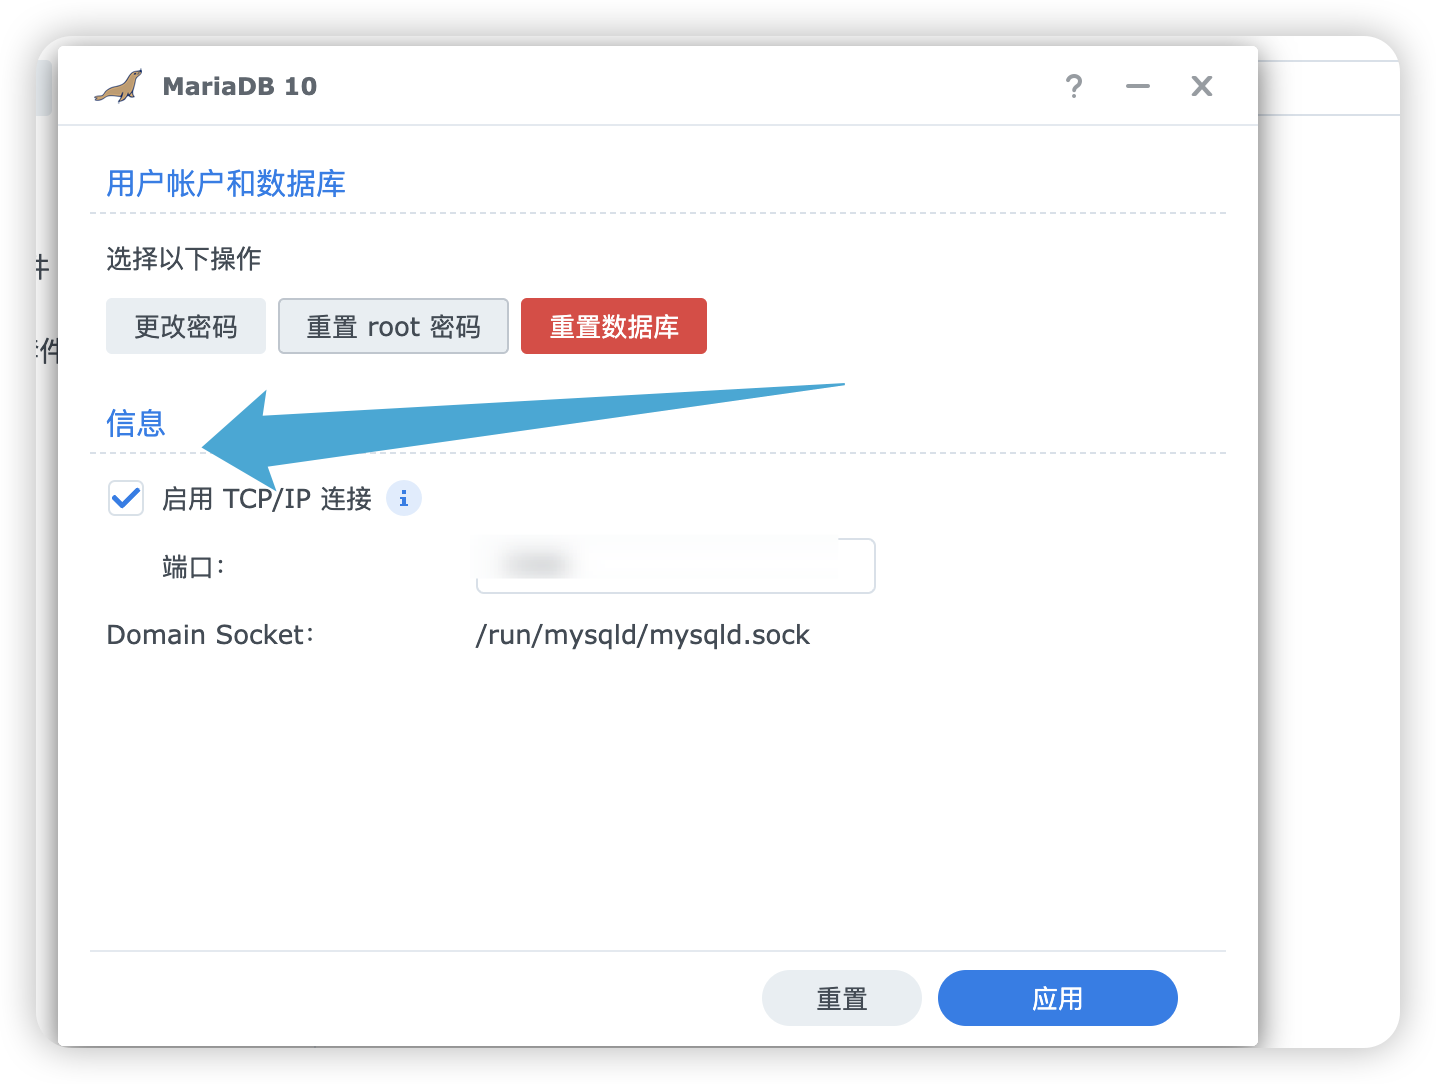 MariaDB 10
用户帐户和数据库
选择以下操作
更改密码 重置 root 密码 重置数据库
信息
启用 TCP/IP 连接
端口:
Domain Socket: /run/mysqld/mysqld.sock
重置 应用
件